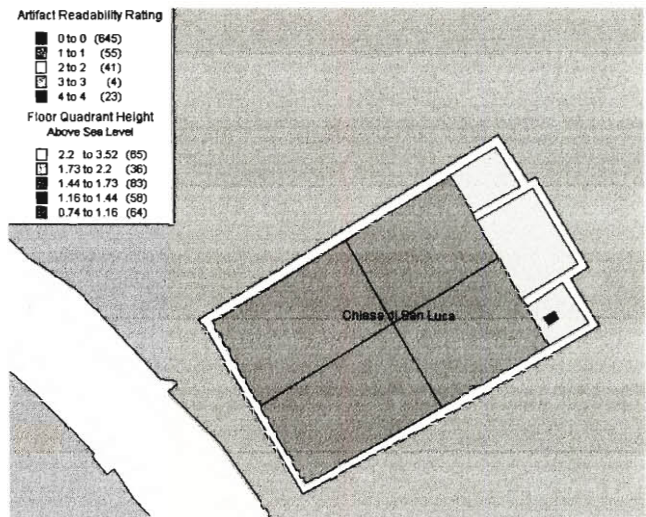 Artifact Readability Rating
0 to 0 (645)
1 to 1 (55)
2 to 2 (41)
3 to 3 (4)
4 to 4 (23)
Floor Quadrant Height
Above Sea Level
2.2 to 3.52 (65)
1.73 to 2.2 (36)
1.44 to 1.73 (83)
1.16 to 1.44 (58)
0.74 to 1.16 (64)
Chiesa di San Luca